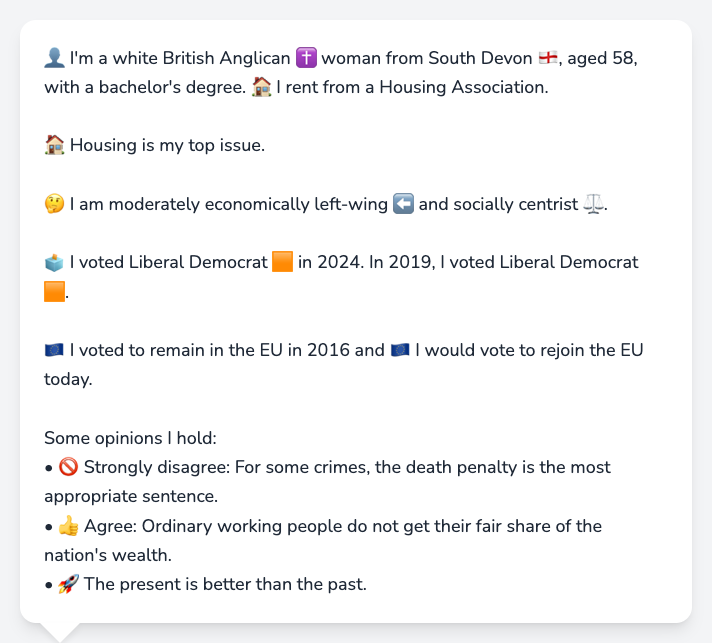 👤 I'm a white British Anglican ✝️ woman from South Devon 🏴󠁧󠁢󠁥󠁮󠁧󠁿, aged 58,
with a bachelor's degree. 🏠 I rent from a Housing Association.
🏠 Housing is my top issue.
🤔 I am moderately economically left-wing ⬅️ and socially centrist ⚖️.
🗳️ I voted Liberal Democrat 🟧 in 2024. In 2019, I voted Liberal Democrat
🟧.
🇪🇺 I voted to remain in the EU in 2016 and 🇪🇺 I would vote to rejoin the EU
today.
Some opinions I hold:
• 🚫 Strongly disagree: For some crimes, the death penalty is the most
appropriate sentence.
• 👍 Agree: Ordinary working people do not get their fair share of the
nation's wealth.
• 🚀 The present is better than the past.